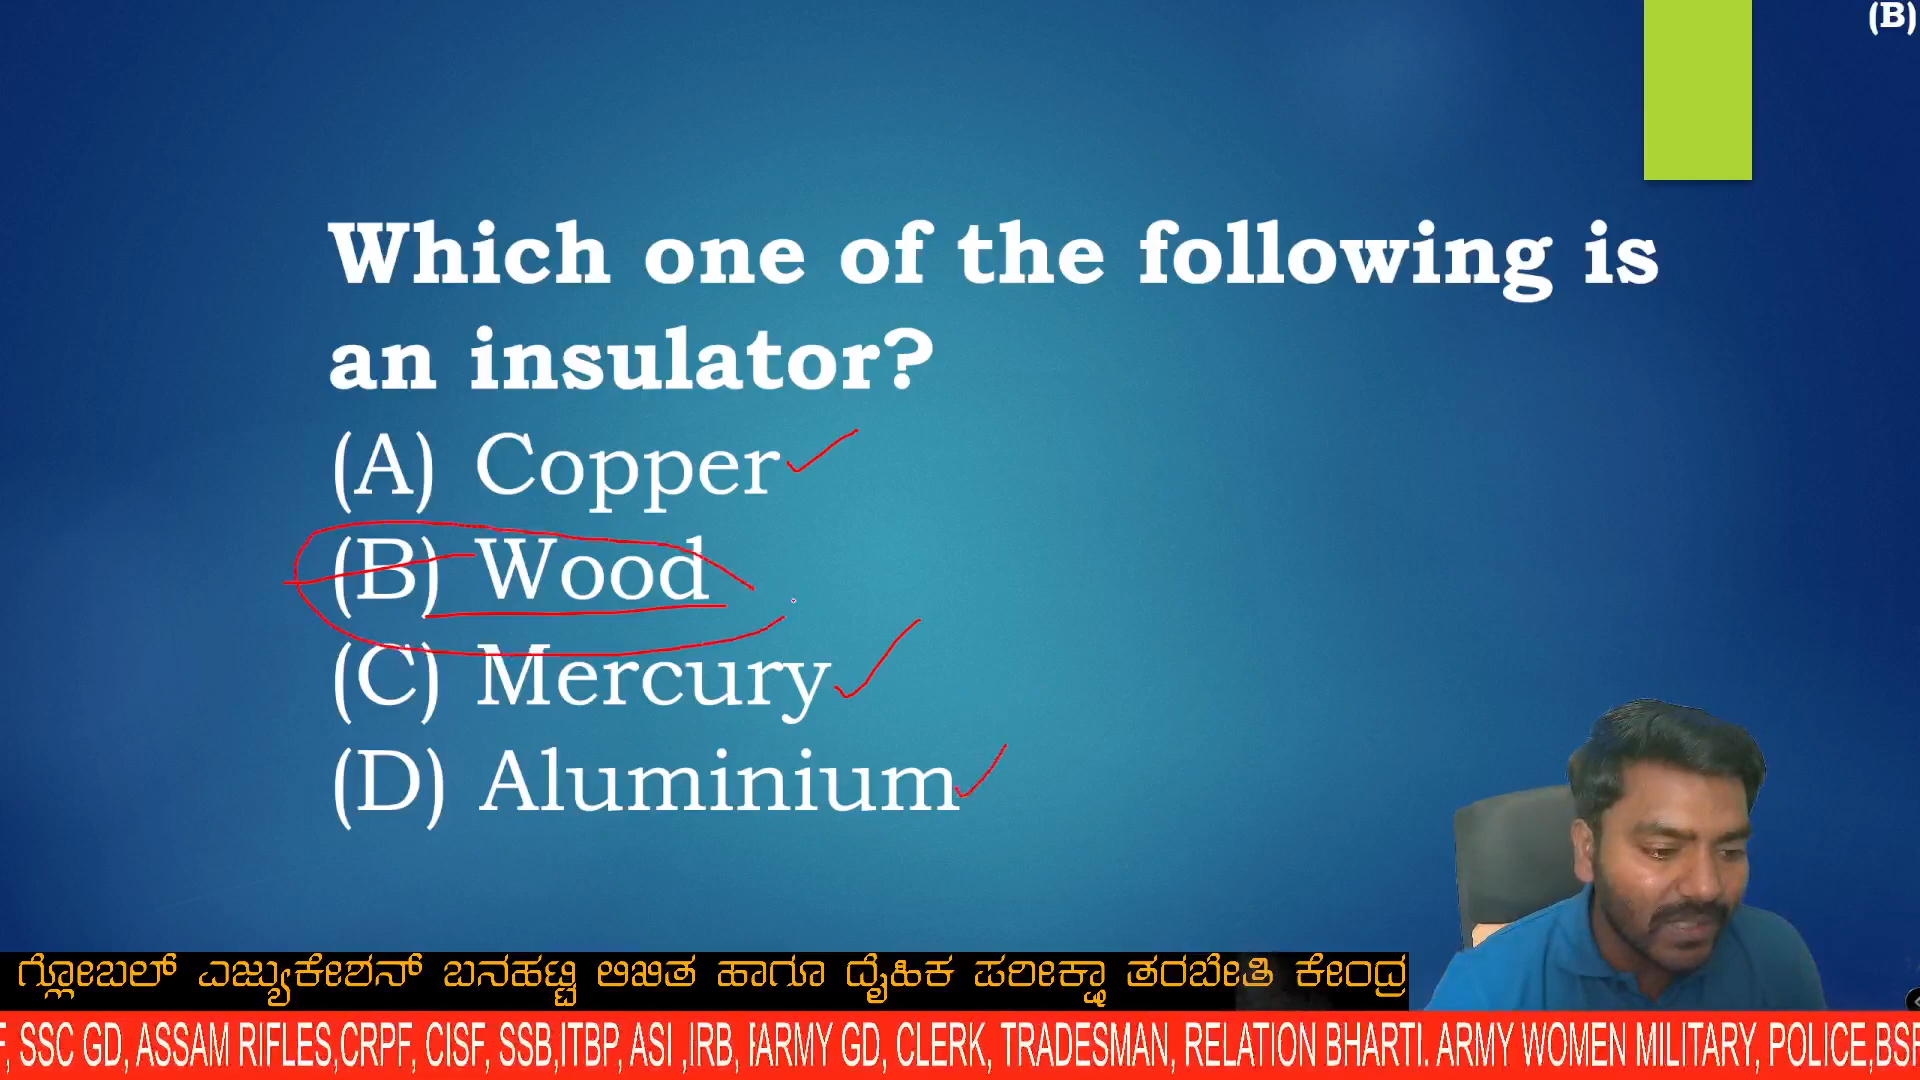 (B)
Which one of the following is
an insulator?
(A) Copper
(B) Wood
(C) Mercury
(D) Aluminium
ಗ್ಲೋಬಲ್ ಎಜ್ಯುಕೇಶನ್ ಬನಹಟ್ಟಿ ಲಿಖಿತ ಹಾಗೂ ದೈಹಿಕ ಪರೀಕ್ಷಾ ತರಬೇತಿ ಕೇಂದ್ರ
F, SSC GD, ASSAM RIFLES,CRPF, CISF, SSB,ITBP, ASI ,IRB, ARMY GD, CLERK, TRADESMAN, RELATION BHARTI. ARMY WOMEN MILITARY, POLICE,BSF